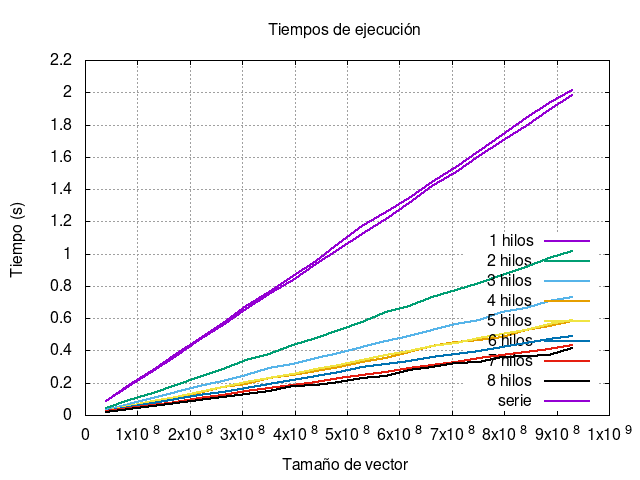 Tiempos de ejecución
2.2
2
1.8
1.6
1.4
1.2
1
0.8
0.6
0.4
0.2
0
Tiempo (s)
1 hilos
2 hilos
3 hilos
4 hilos
5 hilos
6 hilos
7 hilos
8 hilos
serie
0 1x10 8 2x10 8 3x10 8 4x10 8 5x10 8 6x10 8 7x10 8 8x10 8 9x10 8 1x10 9
Tamaño de vector